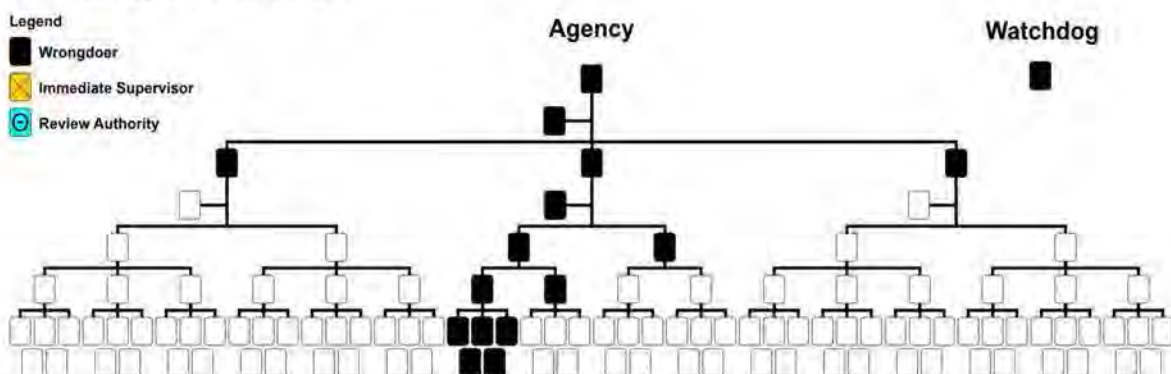 Legend
Agency
Watchdog
Wrongdoer
Immediate Supervisor
Review Authority